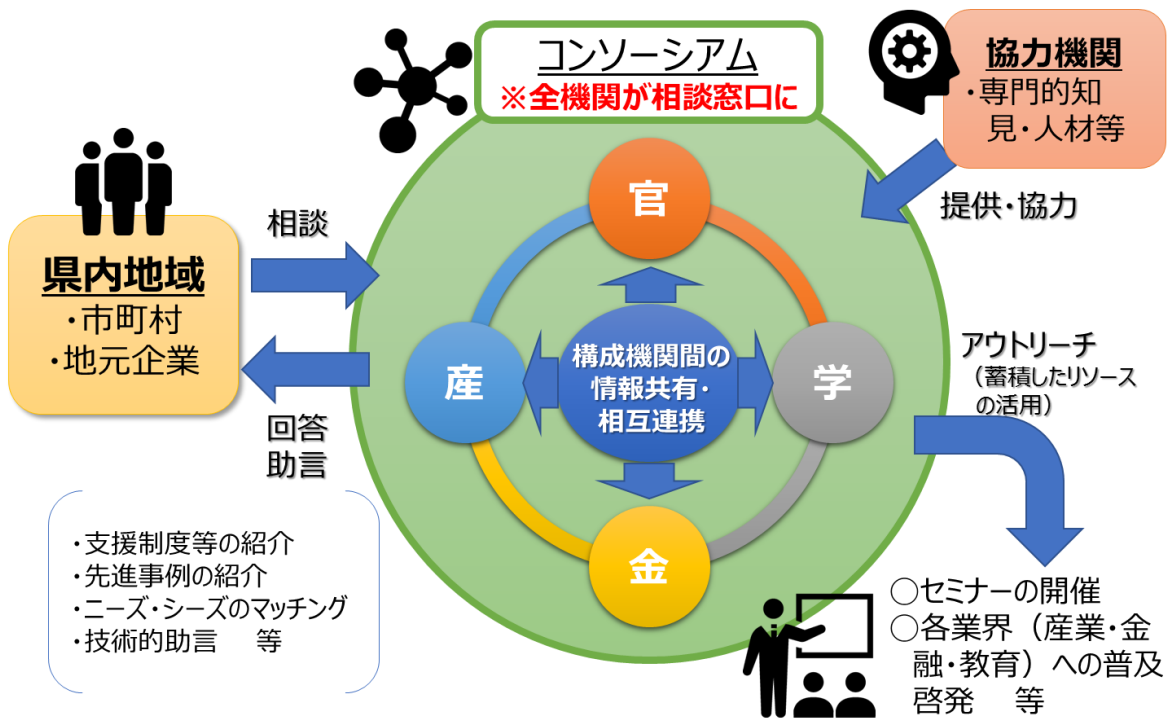 コンソーシアム
※全機関が相談窓口に
協力機関
・専門的知
見・人材等
提供・協力
県内地域
・市町村
・地元企業
相談
回答
助言
官
産
学
金
構成機関間の
情報共有・
相互連携
アウトリーチ
（蓄積したリソース
の活用）
・支援制度等の紹介
・先進事例の紹介
・ニーズ・シーズのマッチング
・技術的助言　等
○セミナーの開催
○各業界（産業・金
融・教育）への普及
啓発　等